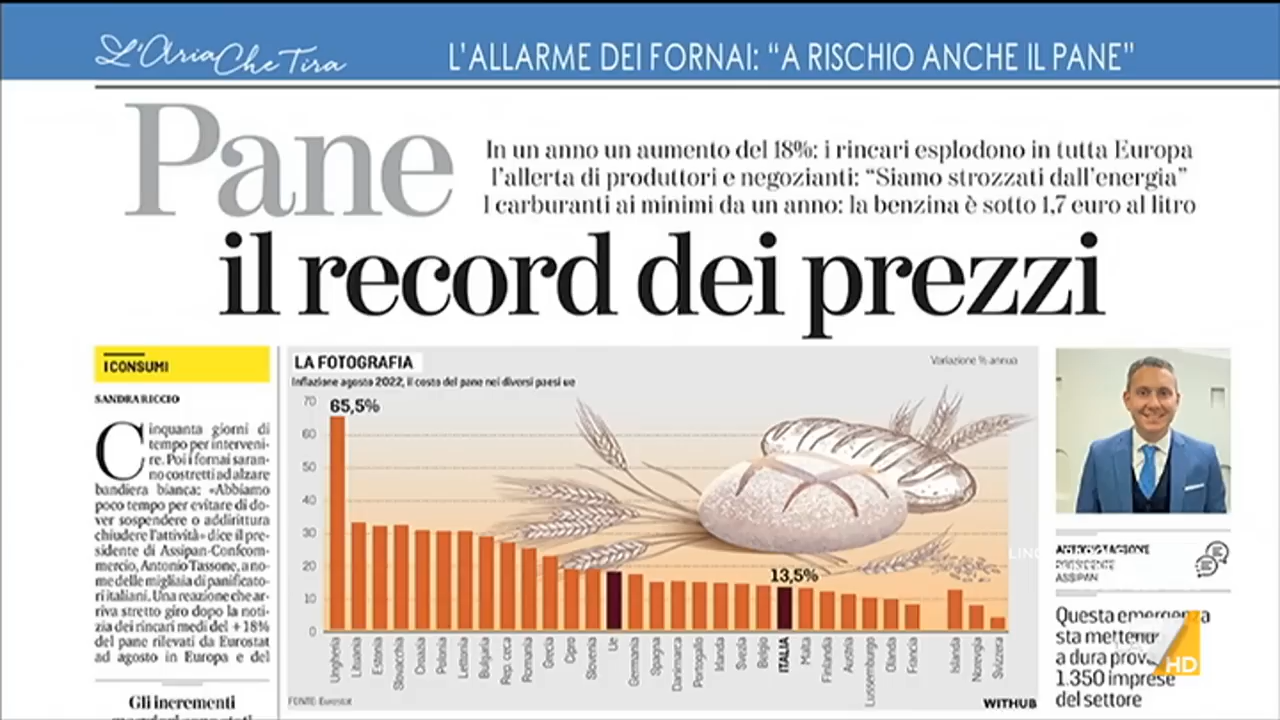 L'Aria Che Tira
L'ALLARME DEI FORNAI: “A RISCHIO ANCHE IL PANE”
Pane
In un anno un aumento del 18%: i rincari esplodono in tutta Europa
l'allerta di produttori e negozianti: “Siamo strozzati dall'energia”
I carburanti ai minimi da un anno: la benzina è sotto 1,7 euro al litro
il record dei prezzi
I CONSUMI
SANDRA RICCIO
Cinquanta giorni di
tempo per interveni-
re. Poi i fornai saran-
no costretti ad alzare
bandiera bianca: «Abbiamo
poco tempo per evitare di do-
ver sospendere o addirittura
chiudere l'attività» dice il pre-
sidente di Assipan-Confcom-
mercio, Antonio Tassone, a no-
me delle migliaia di panificato-
ri italiani. Una reazione che ar-
riva stretto giro dopo la noti-
zia dei rincari medi del +18%
del pane rilevati da Eurostat
ad agosto in Europa e del
Gli incrementi
LA FOTOGRAFIA
Variazione % annua
Inflazione agosto 2022, il costo del pane nei diversi paesi ue
70
60
50
40
30
20
10
0
65,5%
13,5%
Ungheria
Lituania
Estonia
Slovacchia
Croazia
Polonia
Lettonia
Bulgaria
Rep. ceca
Romania
Grecia
Cipro
Slovenia
Ue
Germania
Spagna
Danimarca
Portogallo
Irlanda
Svezia
Belgio
ITALIA
Malta
Finlandia
Austria
Lussemburgo
Olanda
Francia
Islanda
Norvegia
Svizzera
FONTE: Eurostat
WITHUB
ANTONIO TASSONE
PRESIDENTE
ASSIPAN
Questa emergenza
sta mettendo
a dura prova
1.350 imprese
del settore
HD